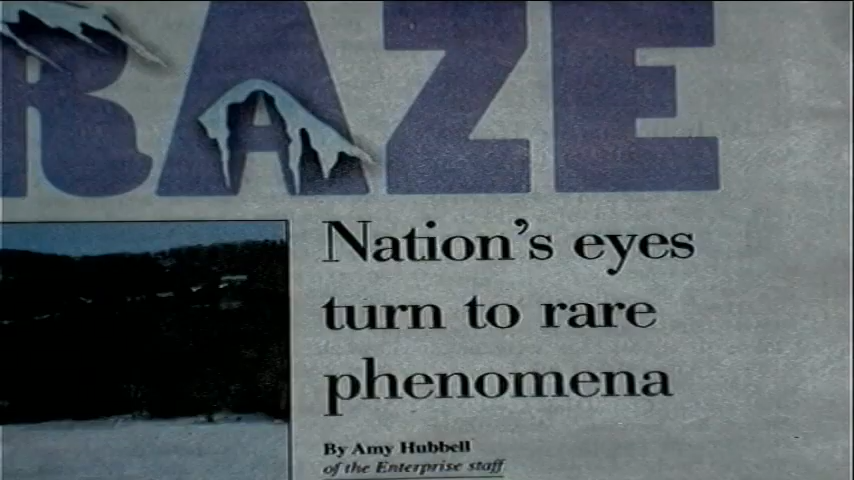 RAZE
Nation's eyes
turn to rare
phenomena
By Amy Hubbell
of the Enterprise staff